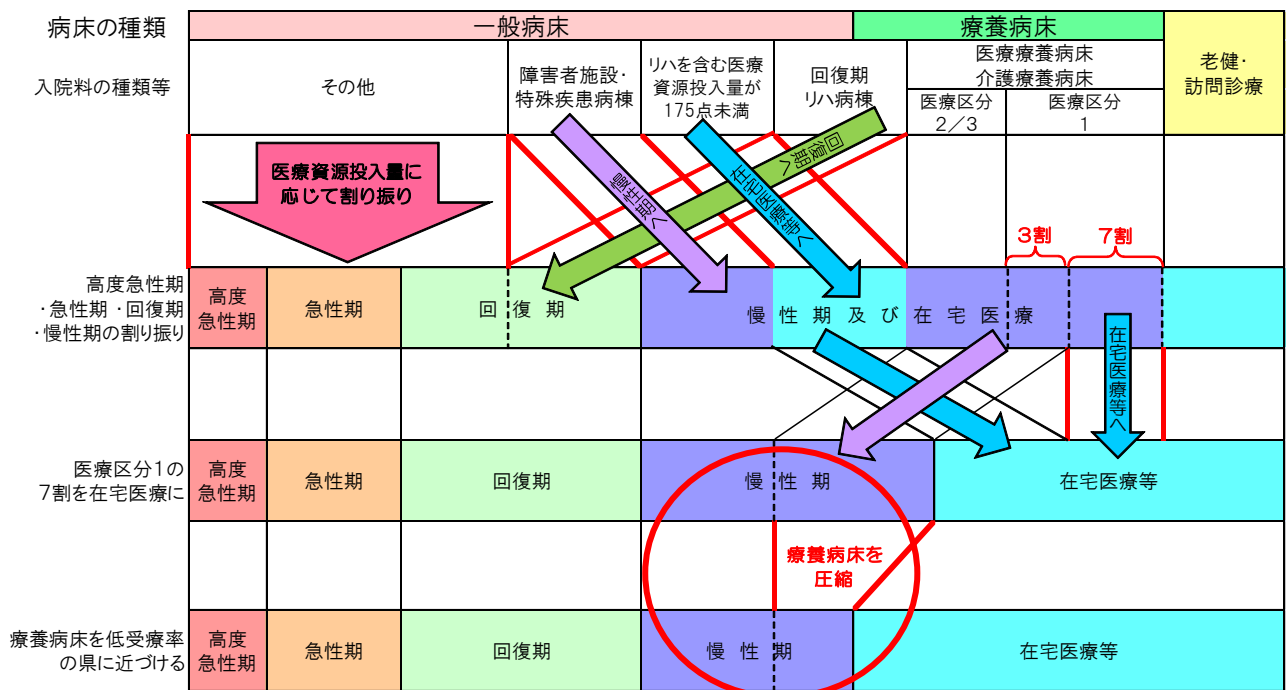 病床の種類
一般病床
療養病床
老健・
訪問診療
入院料の種類等
その他
障害者施設・
特殊疾患病棟
リハを含む医療
資源投入量が
175点未満
回復期
リハ病棟
医療療養病床
介護療養病床
医療区分
2／3
医療区分
1
医療資源投入量に
応じて割り振り
慢性期へ
在宅医療等へ
回復期へ
3割
7割
高度急性期
・急性期・回復期
・慢性期の割り振り
高度
急性期
急性期
回復期
慢性期及び在宅医療
在宅医療等へ
医療区分1の
7割を在宅医療に
高度
急性期
急性期
回復期
慢性期
在宅医療等
療養病床を
圧縮
療養病床を低受療率
の県に近づける
高度
急性期
急性期
回復期
慢性期
在宅医療等